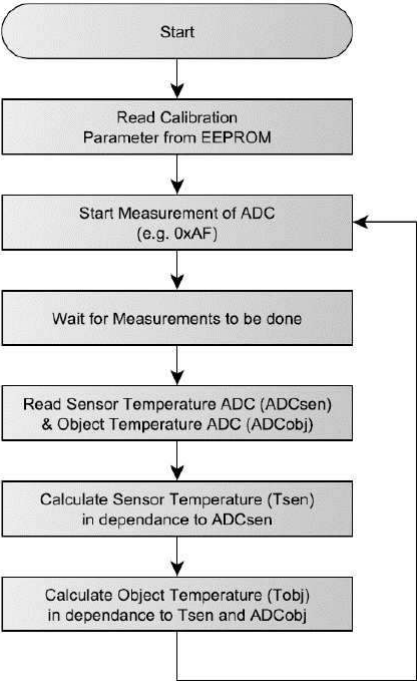 Start
Read Calibration
Parameter from EEPROM
Start Measurement of ADC
(e.g. 0xAF)
Wait for Measurements to be done
Read Sensor Temperature ADC (ADCsen)
& Object Temperature ADC (ADCobj)
Calculate Sensor Temperature (Tsen)
in dependance to ADCsen
Calculate Object Temperature (Tobj)
in dependance to Tsen and ADCobj